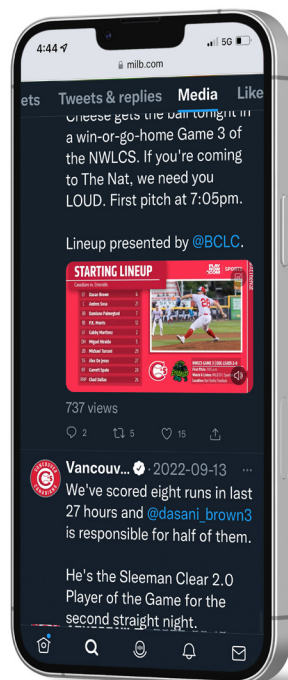 4:44
5G
milb.com
ets Tweets & replies Media Like
Cheese gets the ball tonight in
a win-or-go-home Game 3 of
the NWLCS. If you're coming
to The Nat, we need you
LOUD. First pitch at 7:05pm.
Lineup presented by @BCLC.
STARTING LINEUP
Canadians vs. Emeralds
Dasan Brown
Andres Sosa
Damiano Palmegiani
P.K. Morris
Gabby Martinez
Miguel Hiraldo
Michael Turconi
Alex De Jesus
Garrett Spain
Chad Dallas
737 views
2 5 15
Vancouv... · 2022-09-13 ...
We've scored eight runs in last
27 hours and @dasani_brown3
is responsible for half of them.
He's the Sleeman Clear 2.0
Player of the Game for the
second straight night.